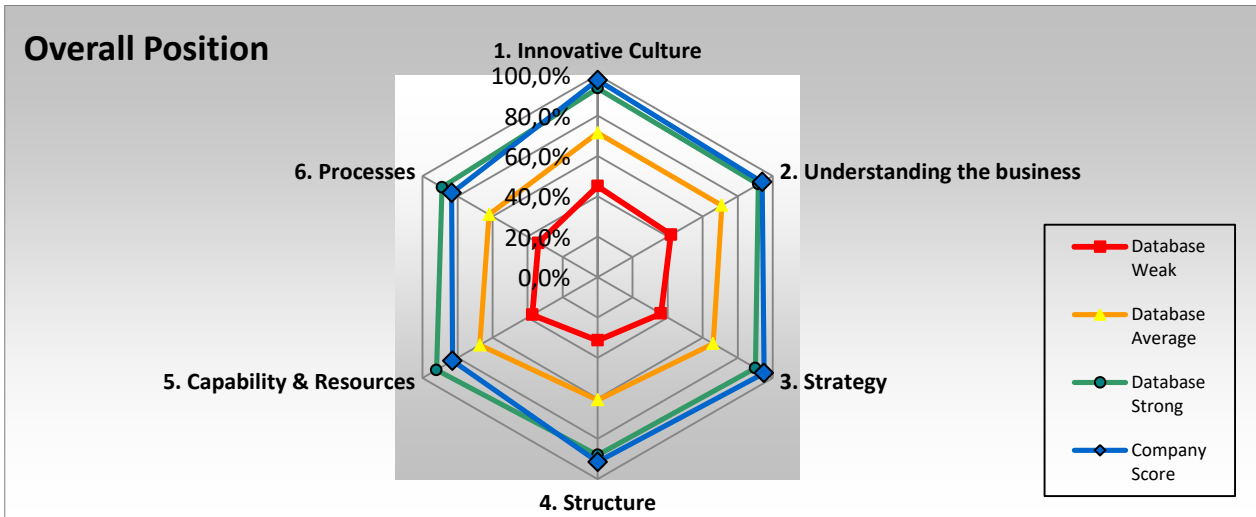 Overall Position
1. Innovative Culture
100,0%
80,0%
60,0%
40,0%
20,0%
0,0%
6. Processes
2. Understanding the business
5. Capability & Resources
3. Strategy
4. Structure
Database
Weak
Database
Average
Database
Strong
Company
Score